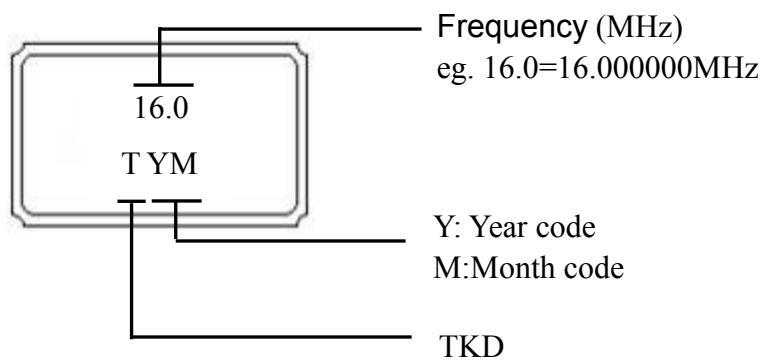 Frequency (MHz)
eg. 16.0=16.000000MHz
16.0
T YM
Y: Year code
M:Month code
TKD